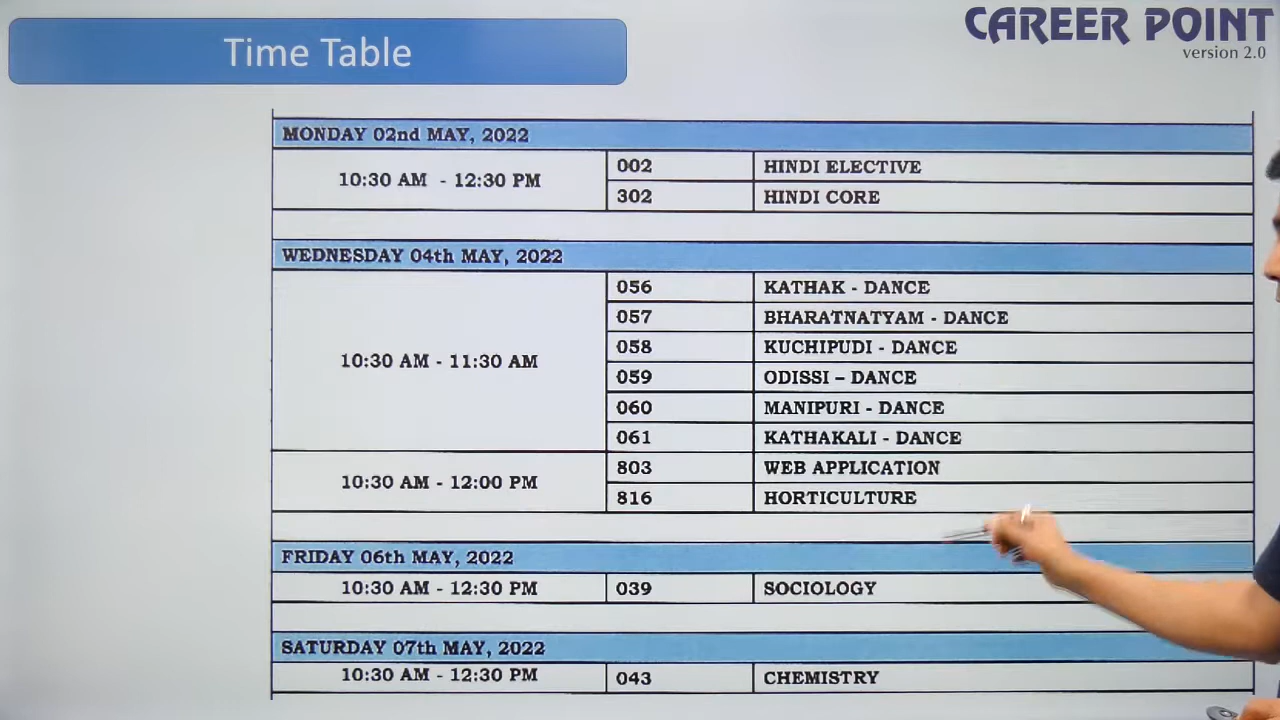 CAREER POINT
version 2.0
Time Table
MONDAY 02nd MAY, 2022
10:30 AM - 12:30 PM
002 HINDI ELECTIVE
302 HINDI CORE
WEDNESDAY 04th MAY, 2022
10:30 AM - 11:30 AM
056 KATHAK - DANCE
057 BHARATNATYAM - DANCE
058 KUCHIPUDI - DANCE
059 ODISSI – DANCE
060 MANIPURI - DANCE
061 KATHAKALI - DANCE
10:30 AM - 12:00 PM
803 WEB APPLICATION
816 HORTICULTURE
FRIDAY 06th MAY, 2022
10:30 AM - 12:30 PM 039 SOCIOLOGY
SATURDAY 07th MAY, 2022
10:30 AM - 12:30 PM 043 CHEMISTRY